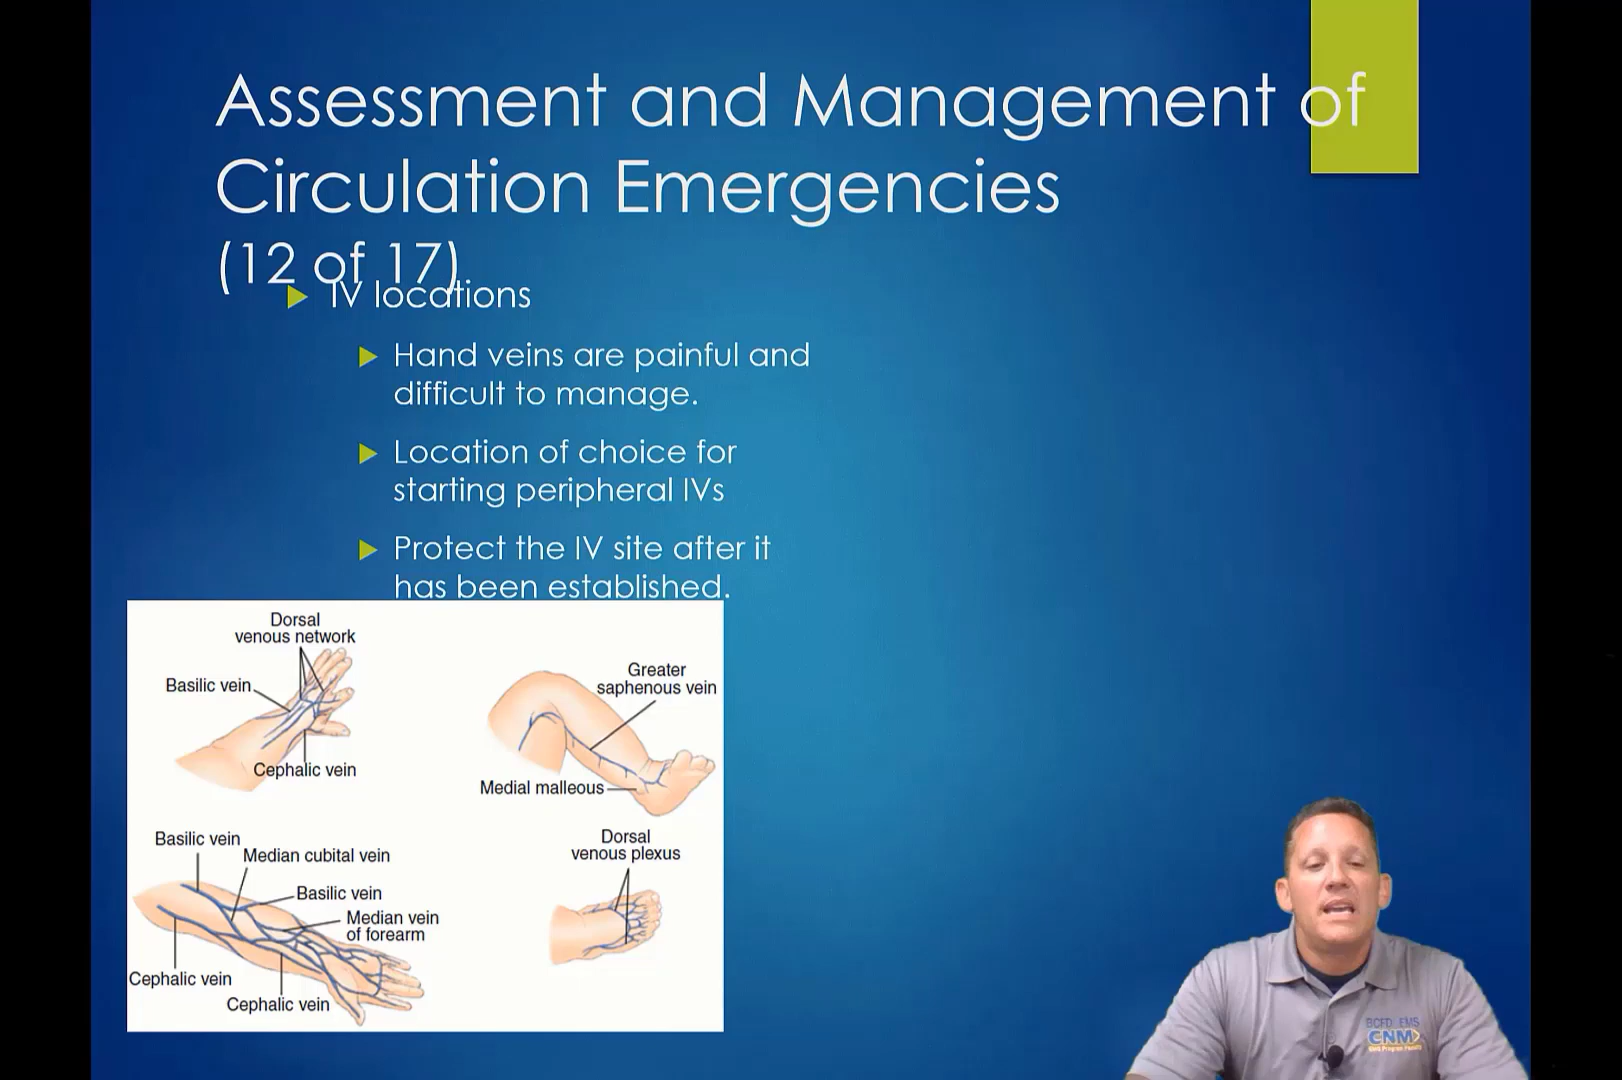 Assessment and Management of
Circulation Emergencies
(12 of 17)
IV locations
Hand veins are painful and
difficult to manage.
Location of choice for
starting peripheral IVs
Protect the IV site after it
has been established.
Dorsal
venous network
Basilic vein
Cephalic vein
Greater
saphenous vein
Medial malleous
Basilic vein
Median cubital vein
Basilic vein
Median vein
of forearm
Cephalic vein
Cephalic vein
Dorsal
venous plexus
BCFD EMS
CNM